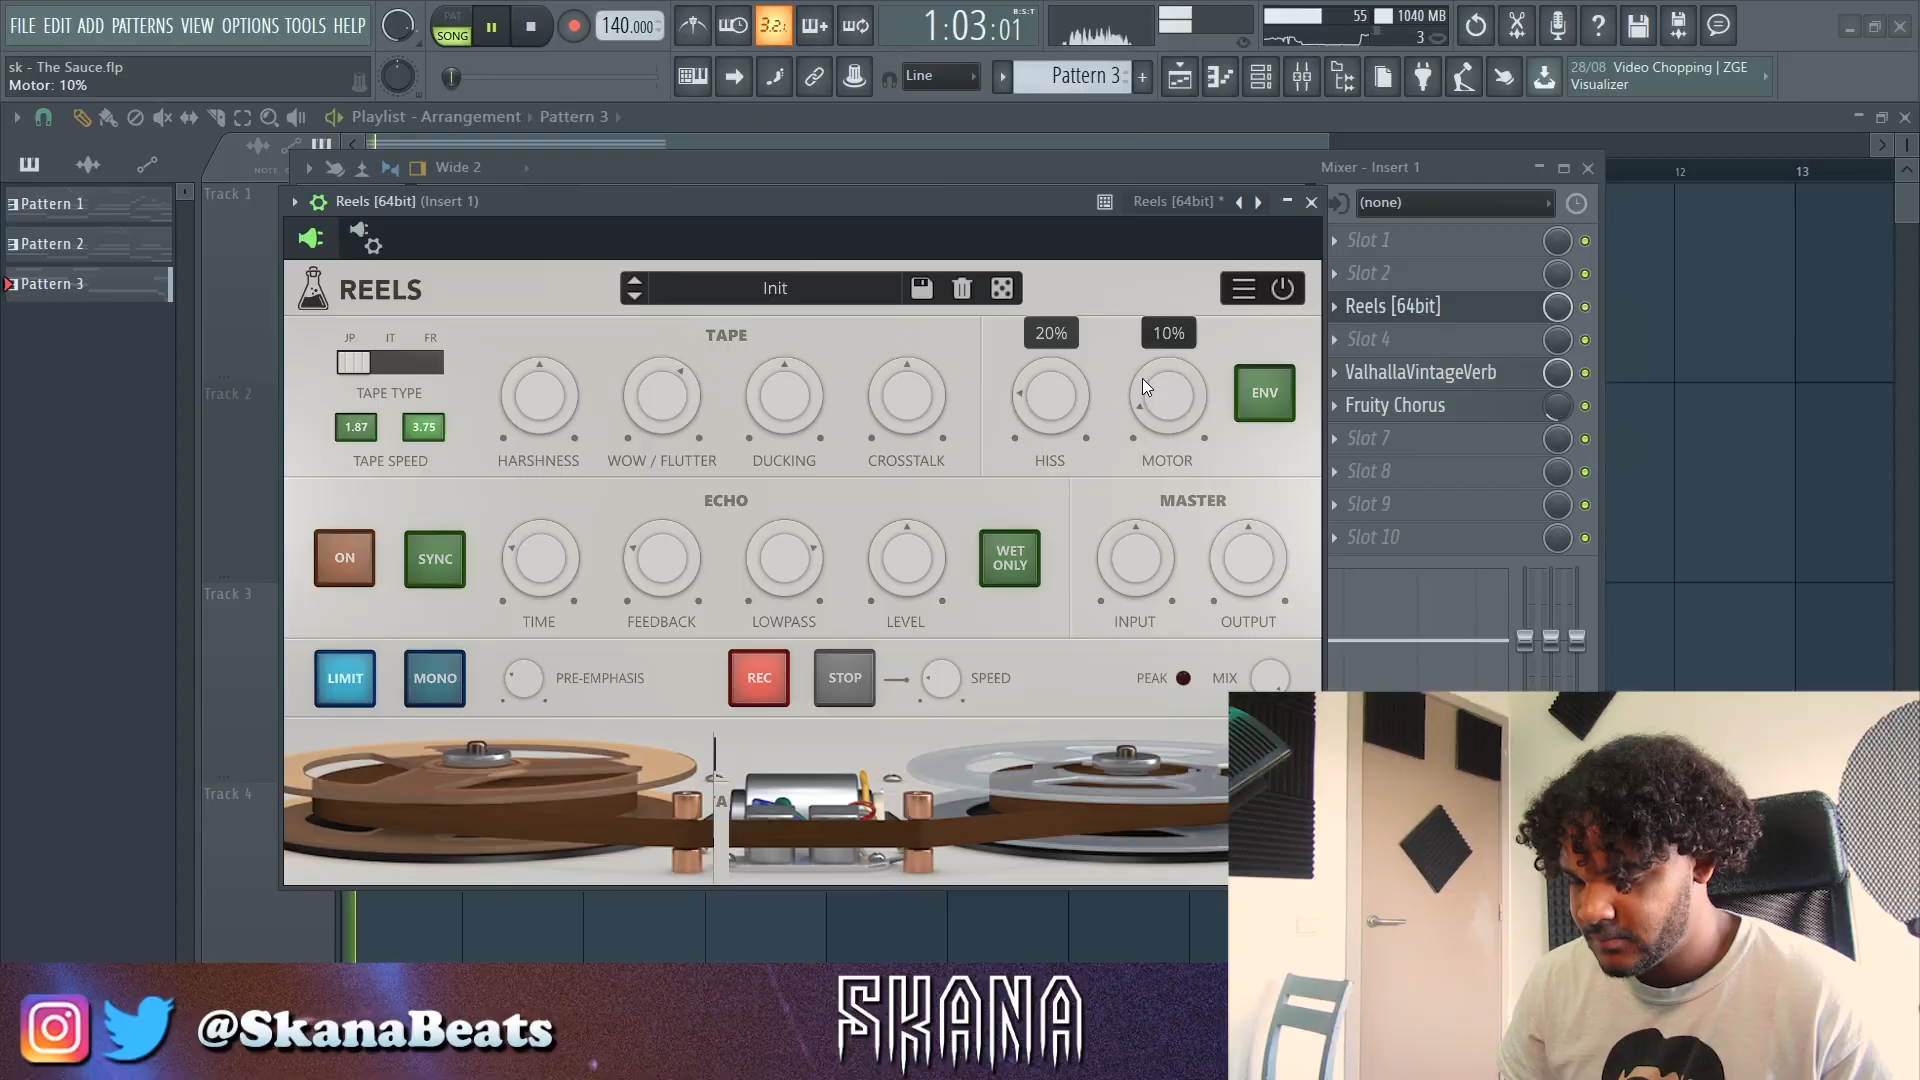 FILE EDIT ADD PATTERNS VIEW OPTIONS TOOLS HELP
PAT
SONG
140.000
3.2.
1:03:01
B:S:T
55
1040 MB
3
sk - The Sauce.flp
Motor: 10%
Line
Pattern 3
28/08 Video Chopping | ZGE
Visualizer
Playlist - Arrangement
Pattern 3
NOTE
Wide 2
Mixer - Insert 1
12
13
Pattern 1
Pattern 2
Pattern 3
Track 1
Track 2
Track 3
Track 4
Reels [64bit] (Insert 1)
Reels [64bit] *
(none)
Slot 1
Slot 2
Reels [64bit]
Slot 4
ValhallaVintageVerb
Fruity Chorus
Slot 7
Slot 8
Slot 9
Slot 10
REELS
Init
JP IT FR
TAPE
20%
10%
TAPE TYPE
ENV
1.87
3.75
TAPE SPEED
HARSHNESS
WOW / FLUTTER
DUCKING
CROSSTALK
HISS
MOTOR
ECHO
MASTER
ON
SYNC
WET
ONLY
TIME
FEEDBACK
LOWPASS
LEVEL
INPUT
OUTPUT
LIMIT
MONO
PRE-EMPHASIS
REC
STOP
SPEED
PEAK
MIX
@SkanaBeats
SKANA